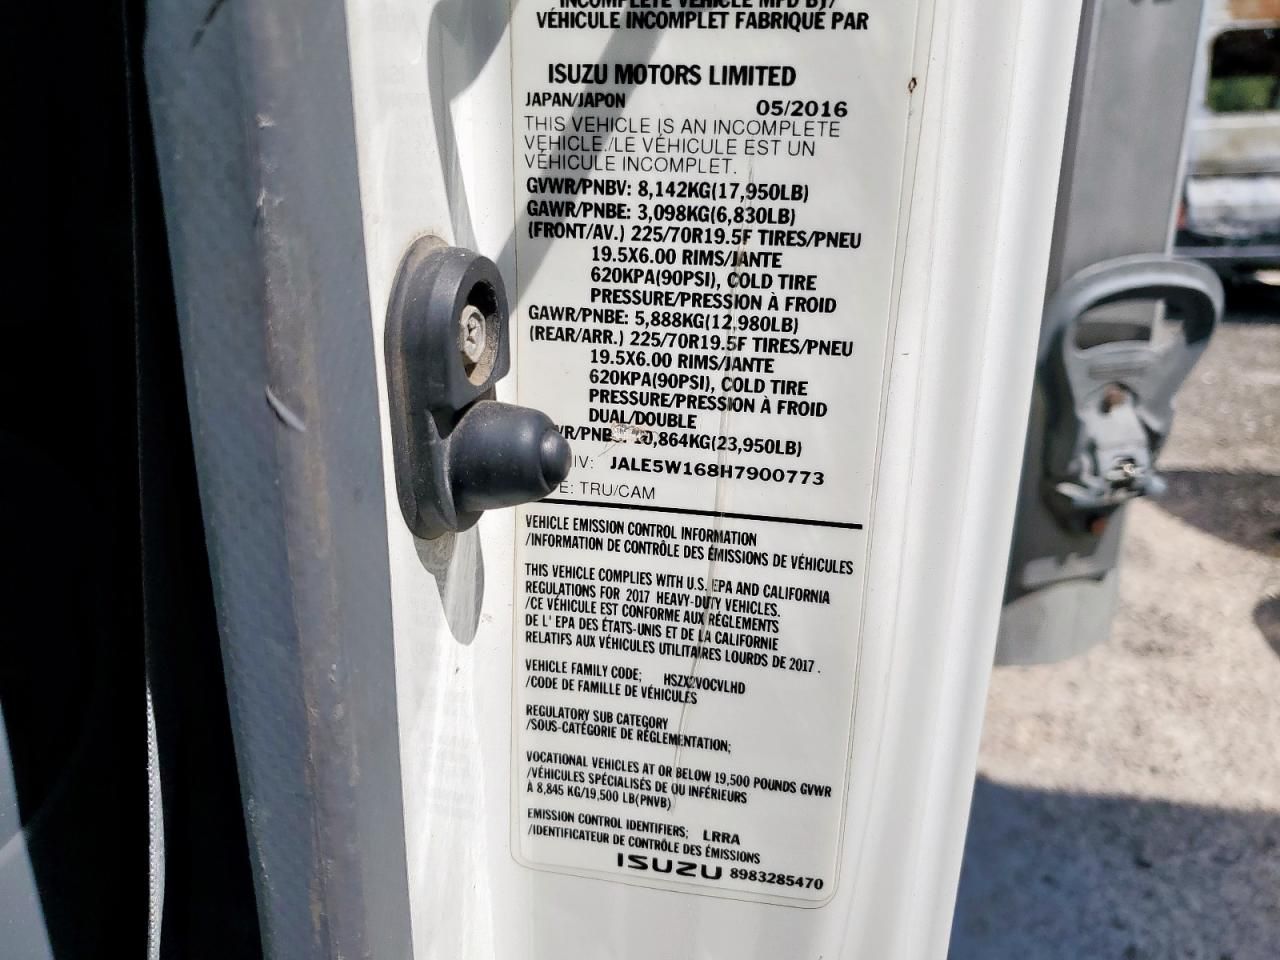 INCOMPLETE VEHICLE MFD BY/
VÉHICULE INCOMPLET FABRIQUÉ PAR
ISUZU MOTORS LIMITED
JAPAN/JAPON 05/2016
THIS VEHICLE IS AN INCOMPLETE
VEHICLE./LE VÉHICULE EST UN
VÉHICULE INCOMPLET.
GVWR/PNBV: 8,142KG(17,950LB)
GAWR/PNBE: 3,098KG(6,830LB)
(FRONT/AV.) 225/70R19.5F TIRES/PNEU
19.5X6.00 RIMS/JANTE
620KPA(90PSI), COLD TIRE
PRESSURE/PRESSION À FROID
GAWR/PNBE: 5,888KG(12,980LB)
(REAR/ARR.) 225/70R19.5F TIRES/PNEU
19.5X6.00 RIMS/JANTE
620KPA(90PSI), COLD TIRE
PRESSURE/PRESSION À FROID
DUAL/DOUBLE
10,864KG(23,950LB)
IV: JALE5W168H7900773
E: TRU/CAM
VEHICLE EMISSION CONTROL INFORMATION
/INFORMATION DE CONTRÔLE DES ÉMISSIONS DE VÉHICULES
THIS VEHICLE COMPLIES WITH U.S. EPA AND CALIFORNIA
REGULATIONS FOR 2017 HEAVY-DUTY VEHICLES.
/CE VÉHICULE EST CONFORME AUX RÉGLEMENTS
DE L'EPA DES ÉTATS-UNIS ET DE LA CALIFORNIE
RELATIFS AUX VÉHICULES UTILITAIRES LOURDS DE 2017.
VEHICLE FAMILY CODE; HSZX2VOCVLHD
/CODE DE FAMILLE DE VÉHICULES
REGULATORY SUB CATEGORY
/SOUS-CATÉGORIE DE RÉGLEMENTATION;
VOCATIONAL VEHICLES AT OR BELOW 19,500 POUNDS GVWR
/VÉHICULES SPÉCIALISÉS DE OU INFÉRIEURS
À 8,845 KG/19,500 LB(PNVB)
EMISSION CONTROL IDENTIFIERS; LRRA
/IDENTIFICATEUR DE CONTRÔLE DES ÉMISSIONS
ISUZU 8983285470